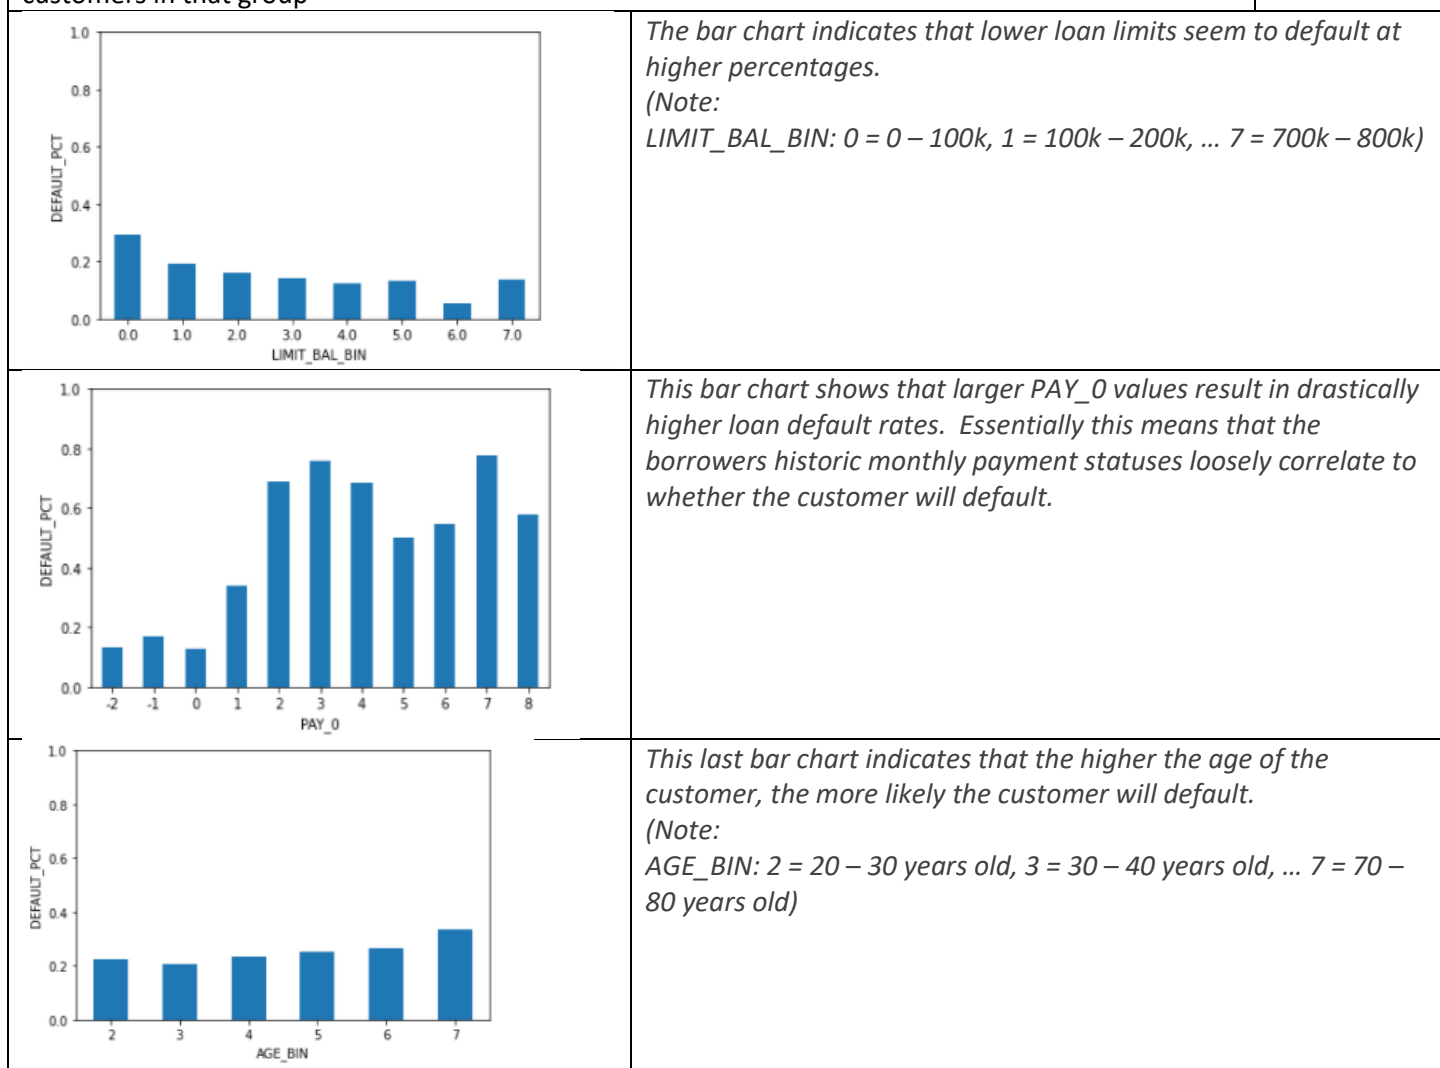 customers in that group
1.0
0.8
0.6
0.4
0.2
0.0
DEFAULT_PCT
0.0 1.0 2.0 3.0 4.0 5.0 6.0 7.0
LIMIT_BAL_BIN
The bar chart indicates that lower loan limits seem to default at
higher percentages.
(Note:
LIMIT_BAL_BIN: 0 = 0 – 100k, 1 = 100k – 200k, … 7 = 700k – 800k)
1.0
0.8
0.6
0.4
0.2
0.0
DEFAULT_PCT
-2 -1 0 1 2 3 4 5 6 7 8
PAY_0
This bar chart shows that larger PAY_0 values result in drastically
higher loan default rates.  Essentially this means that the
borrowers historic monthly payment statuses loosely correlate to
whether the customer will default.
1.0
0.8
0.6
0.4
0.2
0.0
DEFAULT_PCT
2 3 4 5 6 7
AGE_BIN
This last bar chart indicates that the higher the age of the
customer, the more likely the customer will default.
(Note:
AGE_BIN: 2 = 20 – 30 years old, 3 = 30 – 40 years old, … 7 = 70 –
80 years old)